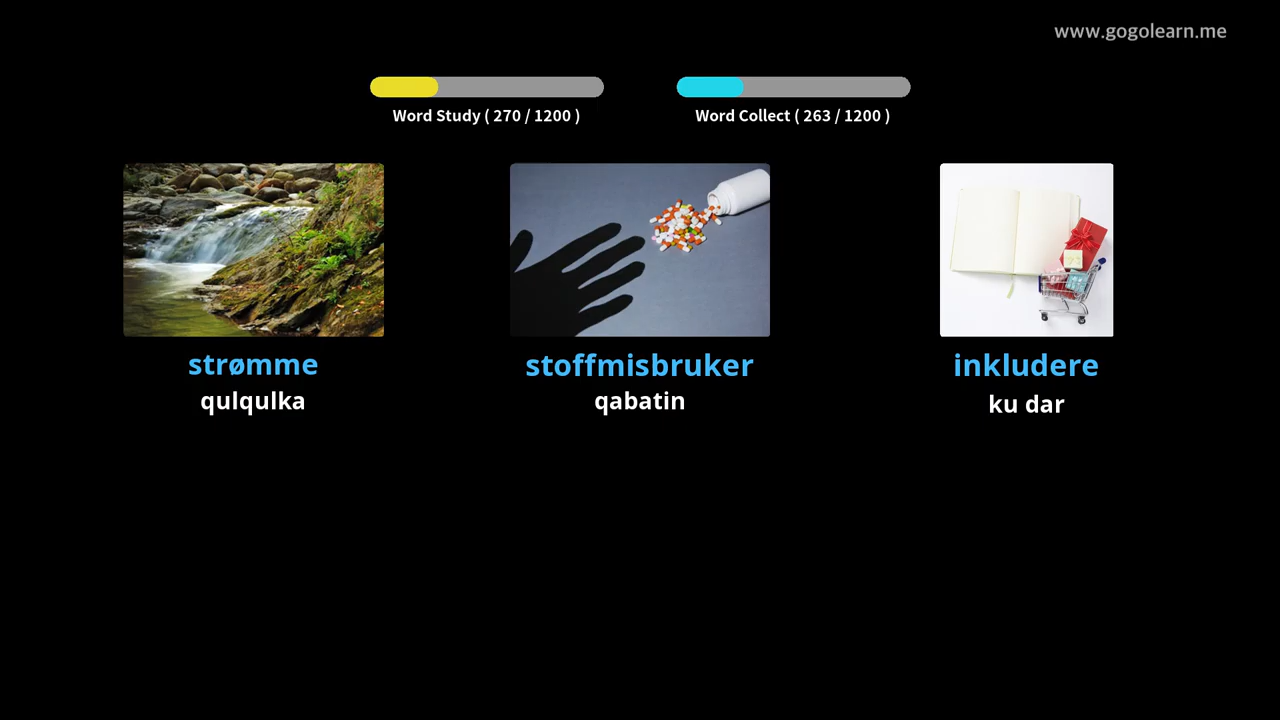 www.gogolearn.me
Word Study ( 270 / 1200 )
Word Collect ( 263 / 1200 )
strømme
qulqulka
stoffmisbruker
qabatin
inkludere
ku dar